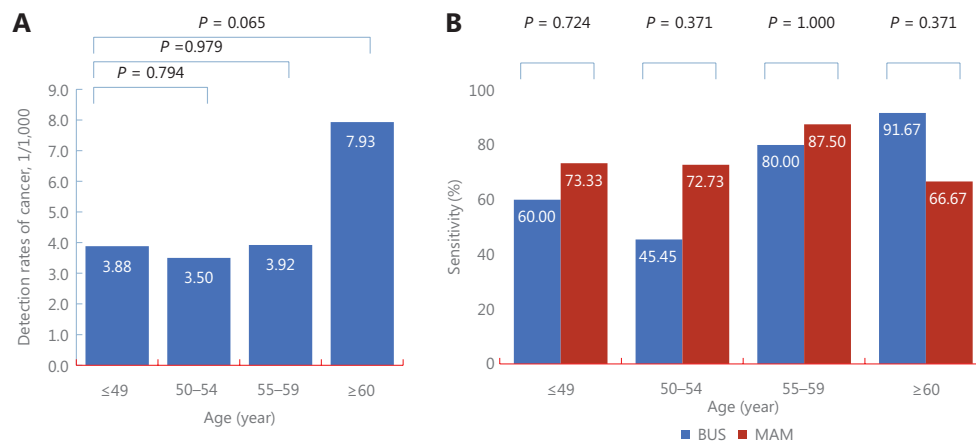 A
P = 0.065
P =0.979
P = 0.794
Detection rates of cancer, 1/1,000
9.0
8.0
7.0
6.0
5.0
4.0
3.0
2.0
1.0
0.0
3.88
3.50
3.92
7.93
≤49
50–54
55–59
≥60
Age (year)
B
P = 0.724
P = 0.371
P = 1.000
P = 0.371
Sensitivity (%)
100
80
60
40
20
0
60.00
73.33
45.45
72.73
80.00
87.50
91.67
66.67
≤49
50–54
55–59
≥60
Age (year)
BUS
MAM